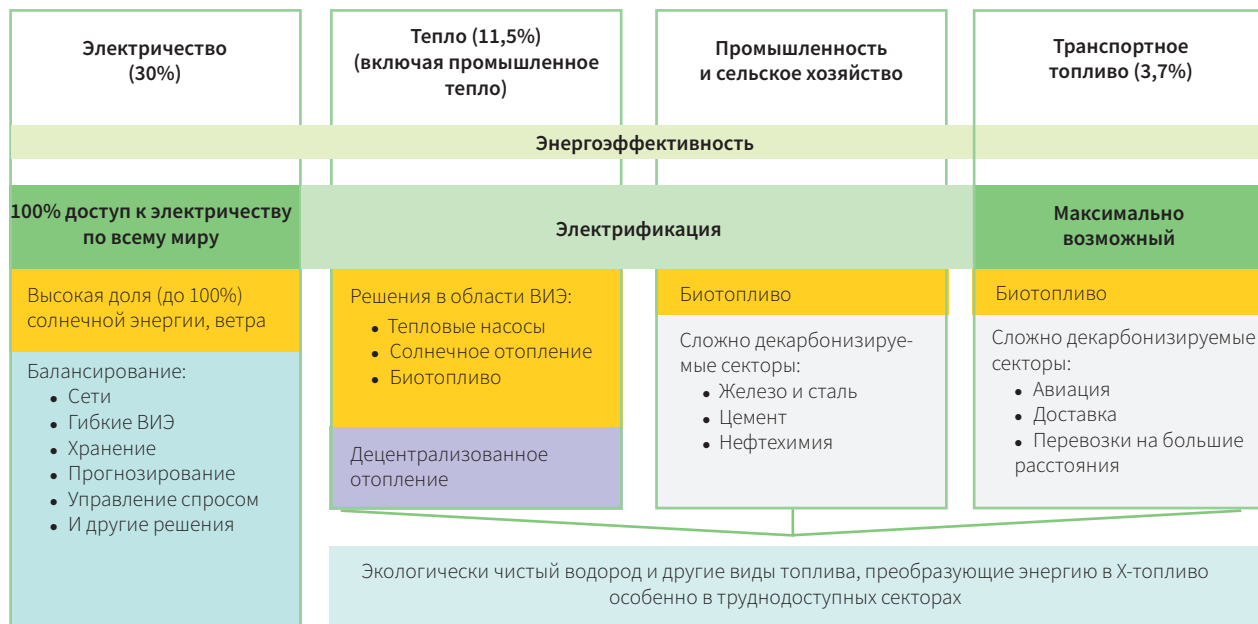 Электричество
(30%)
Тепло (11,5%)
(включая промышленное
тепло)
Промышленность
и сельское хозяйство
Транспортное
топливо (3,7%)
Энергоэффективность
100% доступ к электричеству
по всему миру
Электрификация
Максимально
возможный
Высокая доля (до 100%)
солнечной энергии, ветра
Балансирование:
• Сети
• Гибкие ВИЭ
• Хранение
• Прогнозирование
• Управление спросом
• И другие решения
Решения в области ВИЭ:
• Тепловые насосы
• Солнечное отопление
• Биотопливо
Децентрализованное
отопление
Биотопливо
Сложно декарбонизируе-
мые секторы:
• Железо и сталь
• Цемент
• Нефтехимия
Биотопливо
Сложно декарбонизируемые
секторы:
• Авиация
• Доставка
• Перевозки на большие
расстояния
Экологически чистый водород и другие виды топлива, преобразующие энергию в X-топливо
особенно в труднодоступных секторах